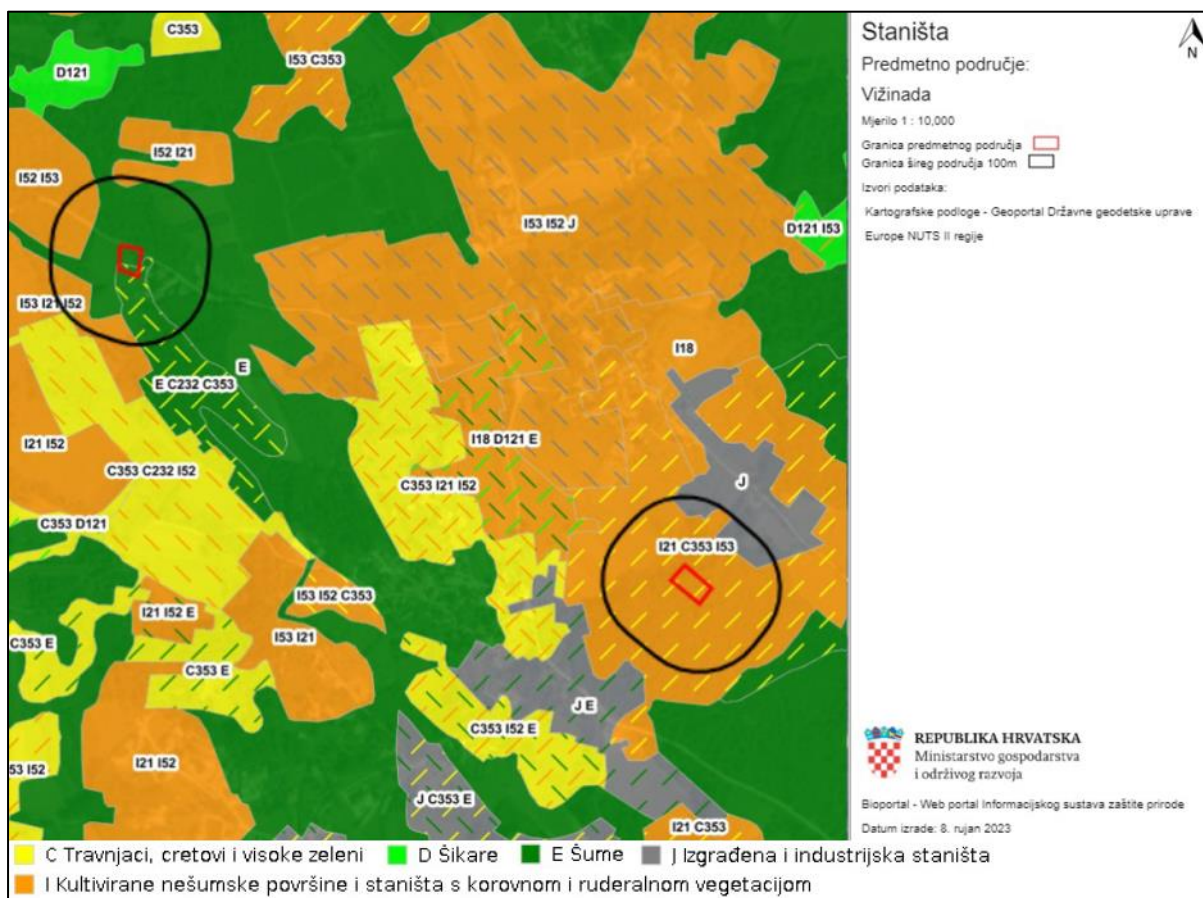 C353
I53 C353
D121
I52 I21
I52 I53
I53 I52 J
D121 I53
I53 I21 I52
E
I18
E C232 C353
I18 D121 E
I21 I52
C353 C232 I52
C353 I21 I52
J
C353 D121
I21 C353 I53
I53 I52 C353
I21 I52 E
C353 E
I53 I21
C353 E
J E
C353 I52 E
I21 I52
53 I52
J C353 E
I21 C353
Staništa
N
Predmetno područje:
Vižinada
Mjerilo 1 : 10,000
Granica predmetnog područja
Granica šireg područja 100m
Izvori podataka:
Kartografske podloge - Geoportal Državne geodetske uprave
Europe NUTS II regije
REPUBLIKA HRVATSKA
Ministarstvo gospodarstva
i održivog razvoja
Bioportal - Web portal Informacijskog sustava zaštite prirode
Datum izrade: 8. rujan 2023
C Travnjaci, cretovi i visoke zeleni D Šikare E Šume J Izgrađena i industrijska staništa
I Kultivirane nešumske površine i staništa s korovnom i ruderalnom vegetacijom